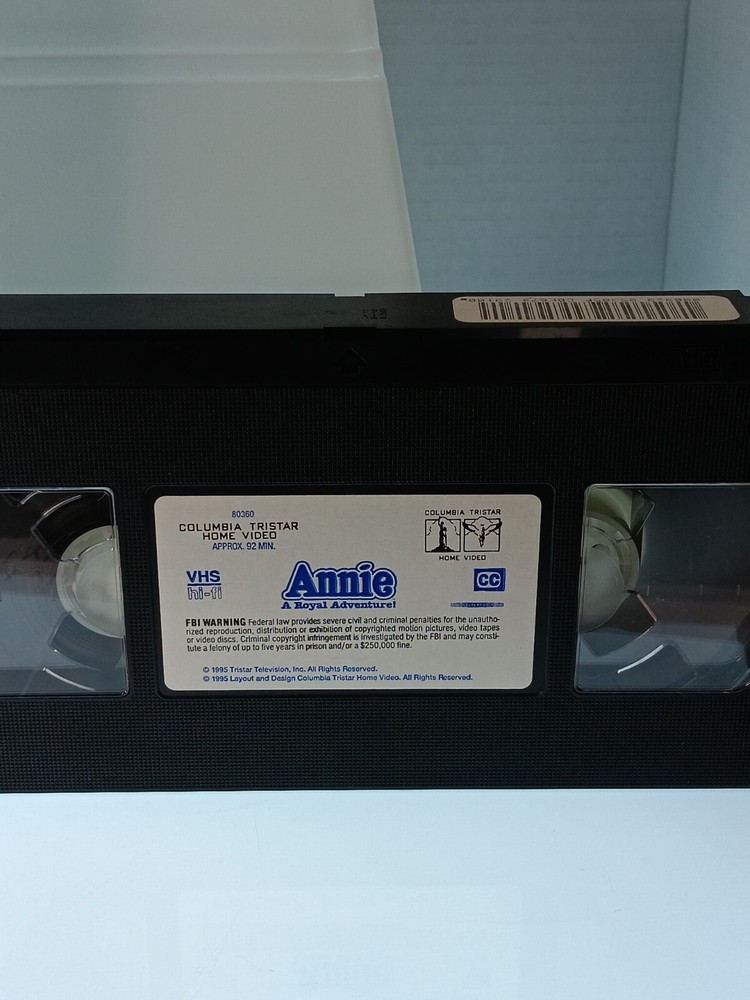 80360
COLUMBIA TRISTAR
HOME VIDEO
APPROX. 92 MIN.
COLUMBIA TRISTAR
HOME VIDEO
VHS
hi-fi
Annie
A Royal Adventure!
CC
FBI WARNING Federal law provides severe civil and criminal penalties for the unautho-
rized reproduction, distribution or exhibition of copyrighted motion pictures, video tapes
or video discs. Criminal copyright infringement is investigated by the FBI and may consti-
tute a felony of up to five years in prison and/or a $250,000 fine.
© 1995 Tristar Television, Inc. All Rights Reserved.
© 1995 Layout and Design Columbia Tristar Home Video. All Rights Reserved.